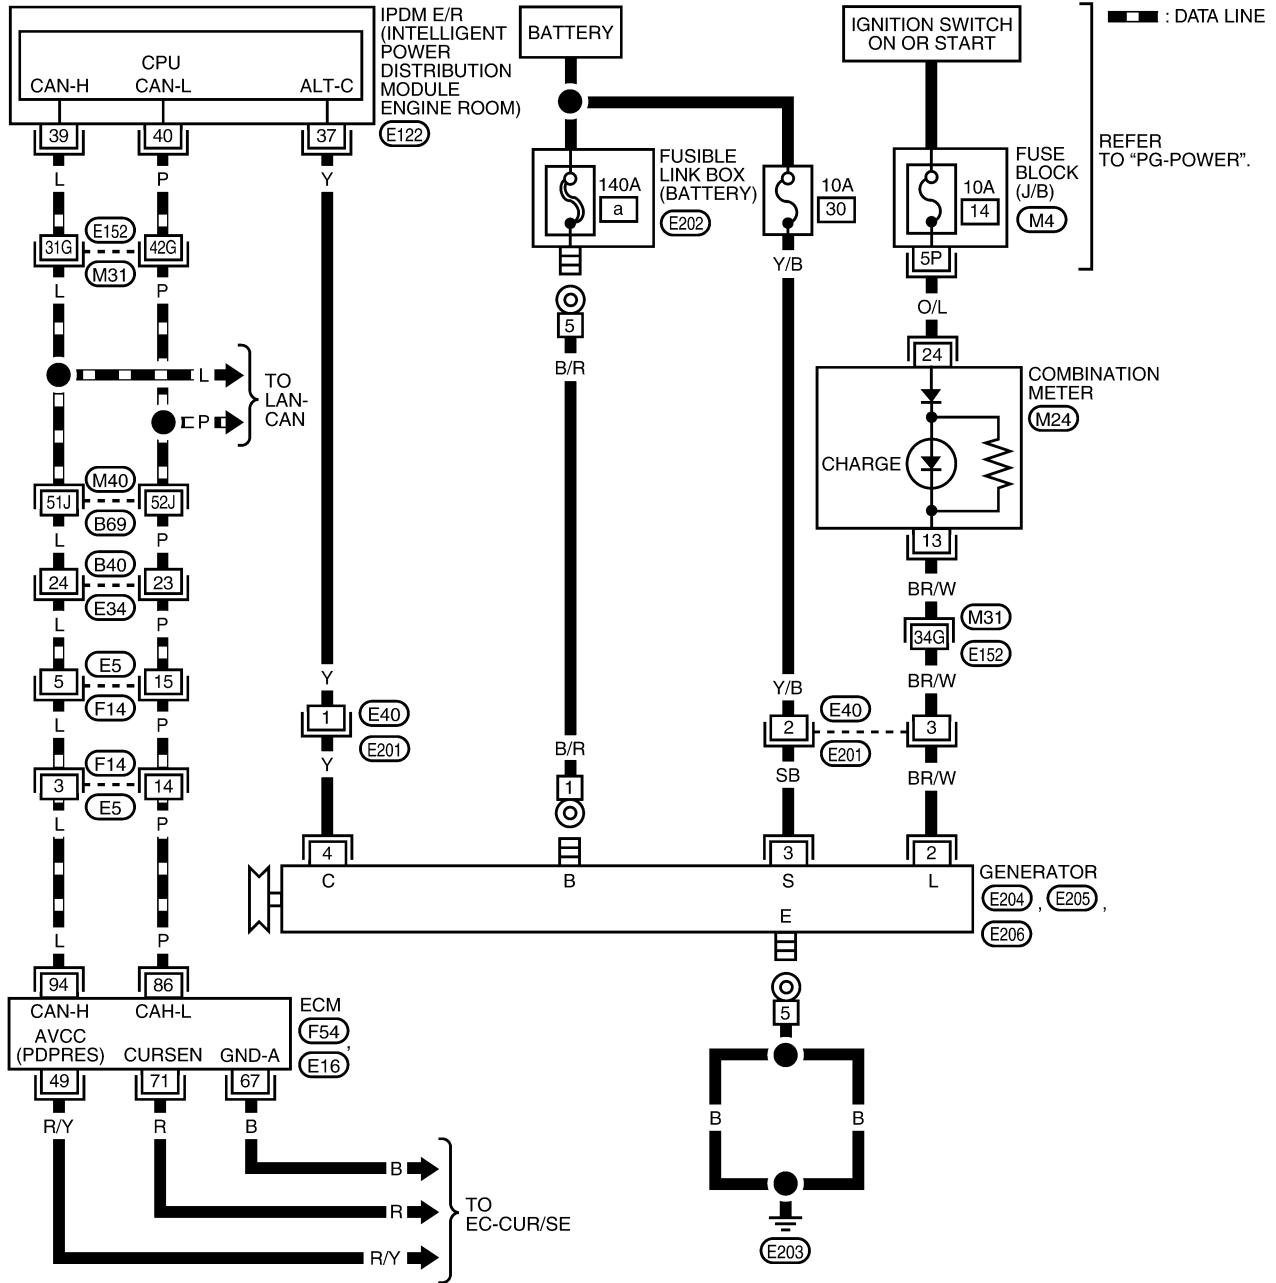 IPDM E/R
(INTELLIGENT
POWER
DISTRIBUTION
MODULE
ENGINE ROOM)
E122
CPU
CAN-H
CAN-L
ALT-C
39
40
37
BATTERY
IGNITION SWITCH
ON OR START
: DATA LINE
REFER
TO “PG-POWER”.
FUSIBLE
LINK BOX
(BATTERY)
E202
140A
a
10A
30
10A
14
FUSE
BLOCK
(J/B)
M4
5P
L
P
Y
E152
31G
42G
M31
L
P
5
B/R
Y/B
O/L
24
COMBINATION
METER
M24
CHARGE
13
L
P
TO
LAN-
CAN
M40
51J
52J
B69
L
P
B40
24
23
E34
L
P
BR/W
M31
34G
E152
BR/W
E5
5
15
F14
L
P
Y
1
E40
E201
Y
B/R
1
Y/B
2
E40
E201
3
SB
BR/W
F14
3
14
E5
L
P
4
3
2
C
B
S
L
E
GENERATOR
E204 , E205 ,
E206
L
P
94
86
CAN-H
CAH-L
AVCC
(PDPRES)
CURSEN
GND-A
ECM
F54 ,
E16
49
71
67
R/Y
R
B
B
R
R/Y
TO
EC-CUR/SE
5
B
B
E203